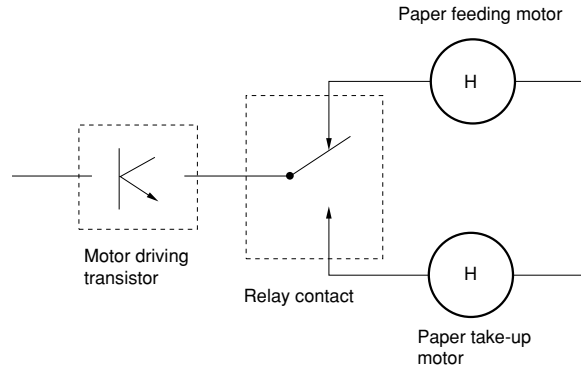 Paper feeding motor
H
Motor driving
transistor
Relay contact
H
Paper take-up
motor